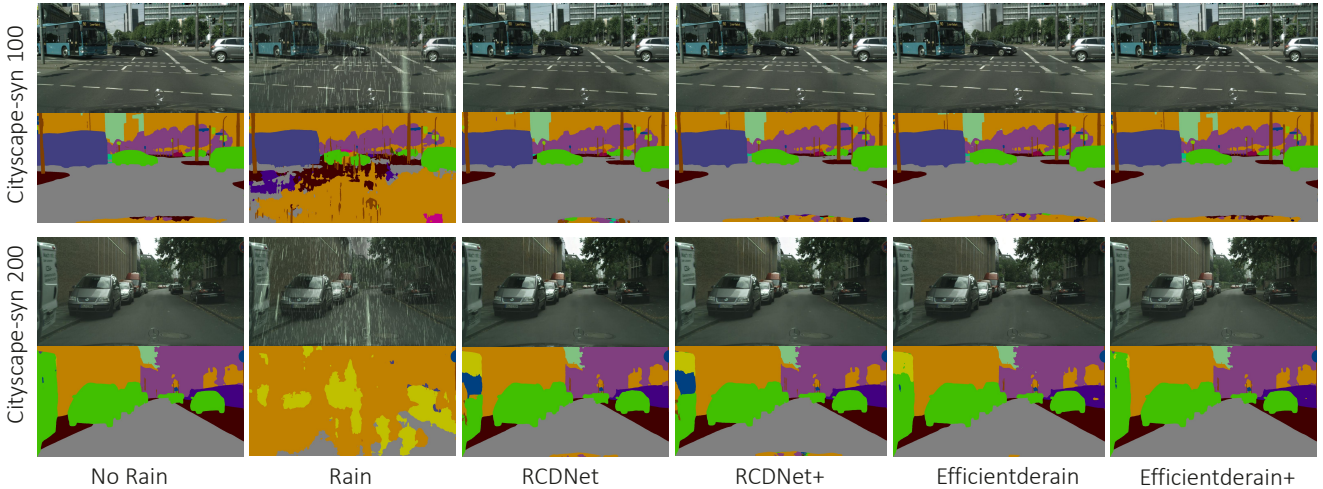 Cityscape-syn 100
Cityscape-syn 200
No Rain
Rain
RCDNet
RCDNet+
Efficientderain
Efficientderain+